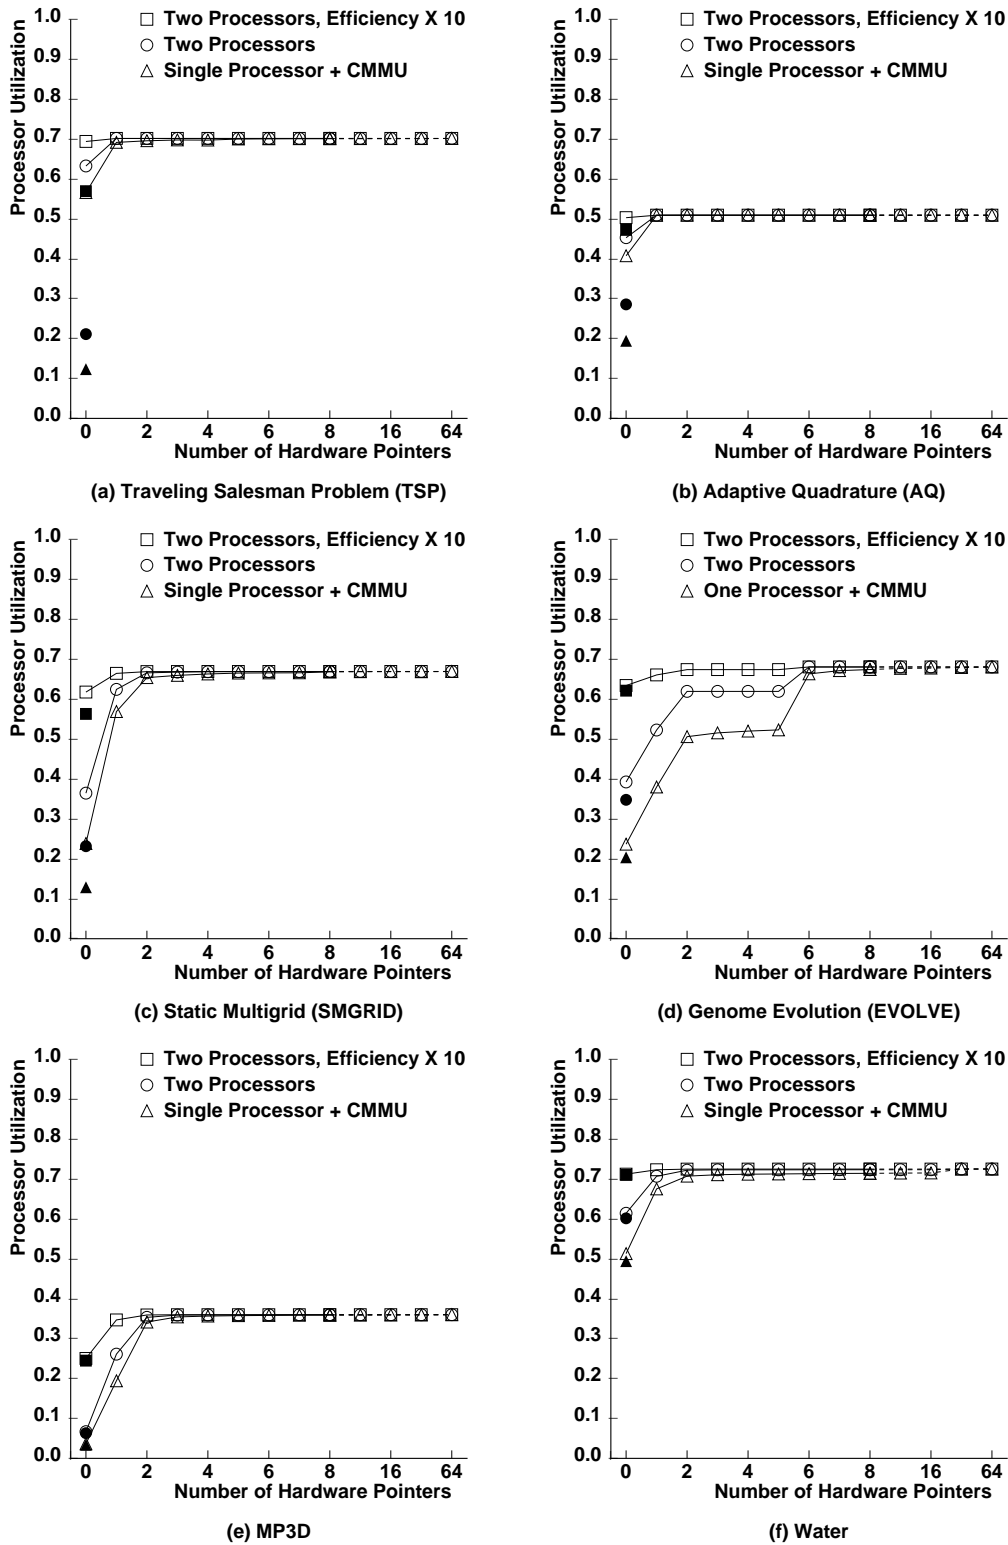 Processor Utilization
Two Processors, Efficiency X 10
Two Processors
Single Processor + CMMU
1.0
0.9
0.8
0.7
0.6
0.5
0.4
0.3
0.2
0.1
0.0
0 2 4 6 8 16 64
Number of Hardware Pointers
(a) Traveling Salesman Problem (TSP)
Processor Utilization
Two Processors, Efficiency X 10
Two Processors
Single Processor + CMMU
1.0
0.9
0.8
0.7
0.6
0.5
0.4
0.3
0.2
0.1
0.0
0 2 4 6 8 16 64
Number of Hardware Pointers
(b) Adaptive Quadrature (AQ)
Processor Utilization
Two Processors, Efficiency X 10
Two Processors
Single Processor + CMMU
1.0
0.9
0.8
0.7
0.6
0.5
0.4
0.3
0.2
0.1
0.0
0 2 4 6 8 16 64
Number of Hardware Pointers
(c) Static Multigrid (SMGRID)
Processor Utilization
Two Processors, Efficiency X 10
Two Processors
One Processor + CMMU
1.0
0.9
0.8
0.7
0.6
0.5
0.4
0.3
0.2
0.1
0.0
0 2 4 6 8 16 64
Number of Hardware Pointers
(d) Genome Evolution (EVOLVE)
Processor Utilization
Two Processors, Efficiency X 10
Two Processors
Single Processor + CMMU
1.0
0.9
0.8
0.7
0.6
0.5
0.4
0.3
0.2
0.1
0.0
0 2 4 6 8 16 64
Number of Hardware Pointers
(e) MP3D
Processor Utilization
Two Processors, Efficiency X 10
Two Processors
Single Processor + CMMU
1.0
0.9
0.8
0.7
0.6
0.5
0.4
0.3
0.2
0.1
0.0
0 2 4 6 8 16 64
Number of Hardware Pointers
(f) Water